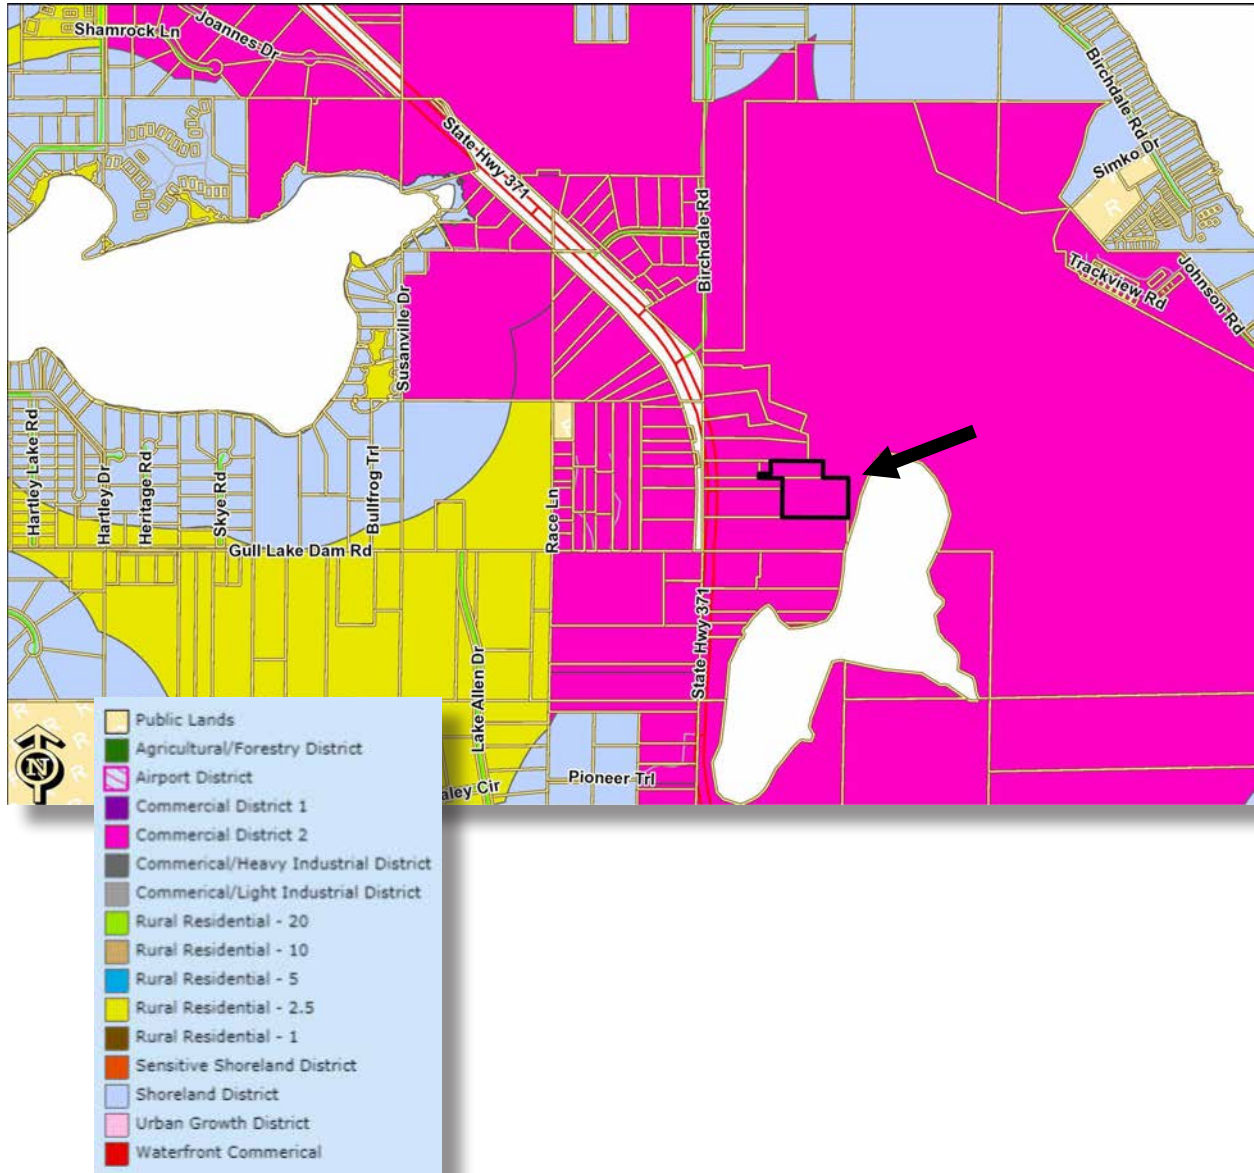 Shamrock Ln
Joannes Dr
State Hwy 371
Birchdale Rd
Birchdale Rd
Simko Dr
R
Trackview Rd
Johnson Rd
Susanville Dr
Hartley Lake Rd
Hartley Dr
Heritage Rd
Skye Rd
Bullfrog Trl
Race Ln
Gull Lake Dam Rd
State Hwy 371
Lake Allen Dr
Pioneer Trl
aley Cir
N
Public Lands
Agricultural/Forestry District
Airport District
Commercial District 1
Commercial District 2
Commerical/Heavy Industrial District
Commerical/Light Industrial District
Rural Residential - 20
Rural Residential - 10
Rural Residential - 5
Rural Residential - 2.5
Rural Residential - 1
Sensitive Shoreland District
Shoreland District
Urban Growth District
Waterfront Commerical